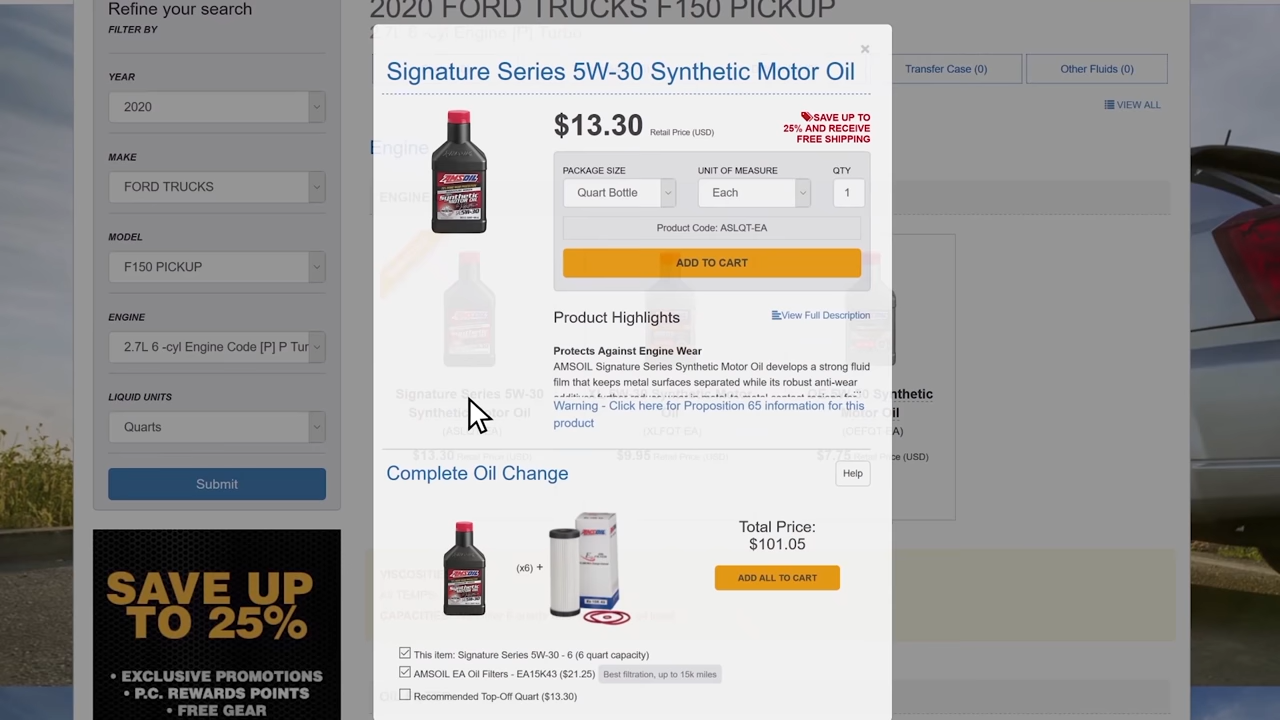 Refine your search
FILTER BY
YEAR
2020
MAKE
FORD TRUCKS
MODEL
F150 PICKUP
ENGINE
2.7L 6 -cyl Engine Code [P] P Tur
LIQUID UNITS
Quarts
Submit
SAVE UP
TO 25%
• EXCLUSIVE PROMOTIONS
• P.C. REWARDS POINTS
• FREE GEAR
2020 FORD TRUCKS F150 PICKUP
Transfer Case (0)
Other Fluids (0)
VIEW ALL
Engine
×
Signature Series 5W-30 Synthetic Motor Oil
$13.30 Retail Price (USD)
SAVE UP TO
25% AND RECEIVE
FREE SHIPPING
PACKAGE SIZE
UNIT OF MEASURE
QTY
Quart Bottle
Each
1
Product Code: ASLQT-EA
ADD TO CART
Product Highlights
View Full Description
Protects Against Engine Wear
AMSOIL Signature Series Synthetic Motor Oil develops a strong fluid
film that keeps metal surfaces separated while its robust anti-wear
Warning - Click here for Proposition 65 information for this
product
Signature Series 5W-30
Synthetic Motor Oil
(ASLQT-EA)
$13.30 Retail Price (USD)
(XLFQT-EA)
$9.95 Retail Price (USD)
Synthetic
Motor Oil
(OEFQT-EA)
$7.75 Retail Price (USD)
Complete Oil Change
Help
AMSOIL
(x6) +
Total Price:
$101.05
ADD ALL TO CART
This item: Signature Series 5W-30 - 6 (6 quart capacity)
AMSOIL EA Oil Filters - EA15K43 ($21.25) Best filtration, up to 15k miles
Recommended Top-Off Quart ($13.30)